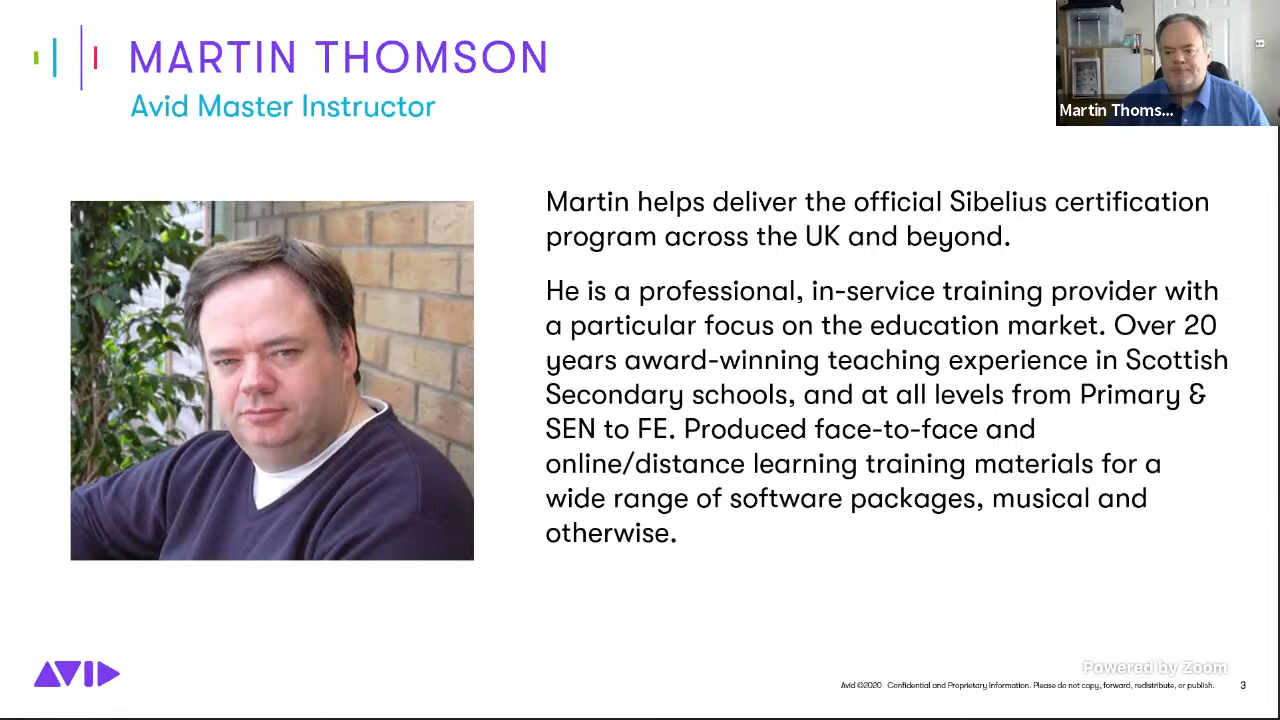 MARTIN THOMSON
Avid Master Instructor
Martin Thoms...
Martin helps deliver the official Sibelius certification
program across the UK and beyond.
He is a professional, in-service training provider with
a particular focus on the education market. Over 20
years award-winning teaching experience in Scottish
Secondary schools, and at all levels from Primary &
SEN to FE. Produced face-to-face and
online/distance learning training materials for a
wide range of software packages, musical and
otherwise.
Powered by Zoom
AVID
Avid ©2020 Confidential and Proprietary Information. Please do not copy, forward, redistribute, or publish. 3